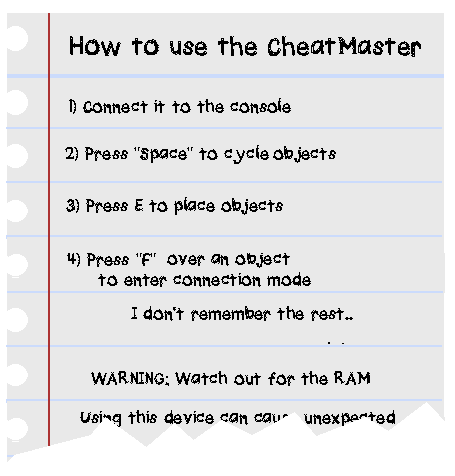 How to use the CheatMaster
1) Connect it to the console
2) Press "Space" to cycle objects
3) Press E to place objects
4) Press "F" over an object
to enter connection mode
I don't remember the rest..
WARNING: Watch out for the RAM
Using this device can unexpected